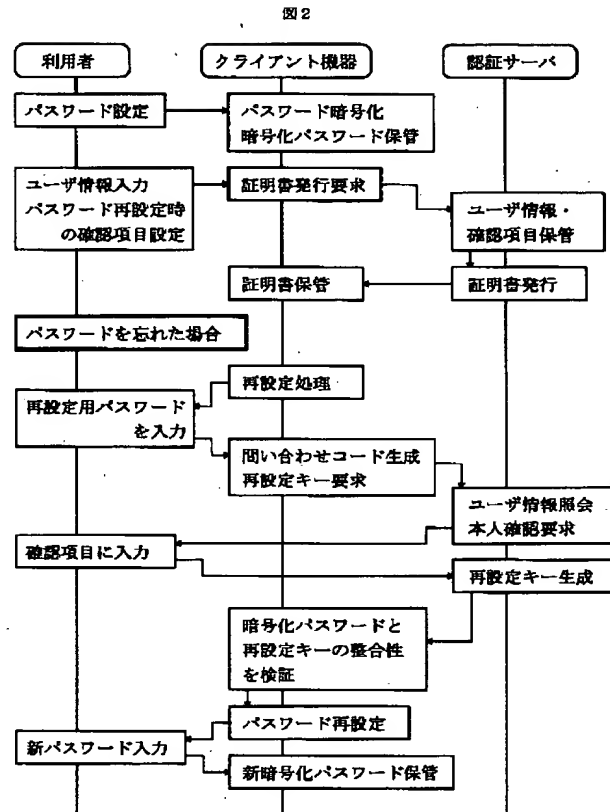 図2
利用者
クライアント機器
認証サーバ
パスワード設定
パスワード暗号化
暗号化パスワード保管
ユーザ情報入力
パスワード再設定時
の確認項目設定
証明書発行要求
ユーザ情報・
確認項目保管
証明書保管
証明書発行
パスワードを忘れた場合
再設定処理
再設定用パスワード
を入力
問い合わせコード生成
再設定キー要求
ユーザ情報照会
本人確認要求
確認項目に入力
再設定キー生成
暗号化パスワードと
再設定キーの整合性
を検証
パスワード再設定
新パスワード入力
新暗号化パスワード保管